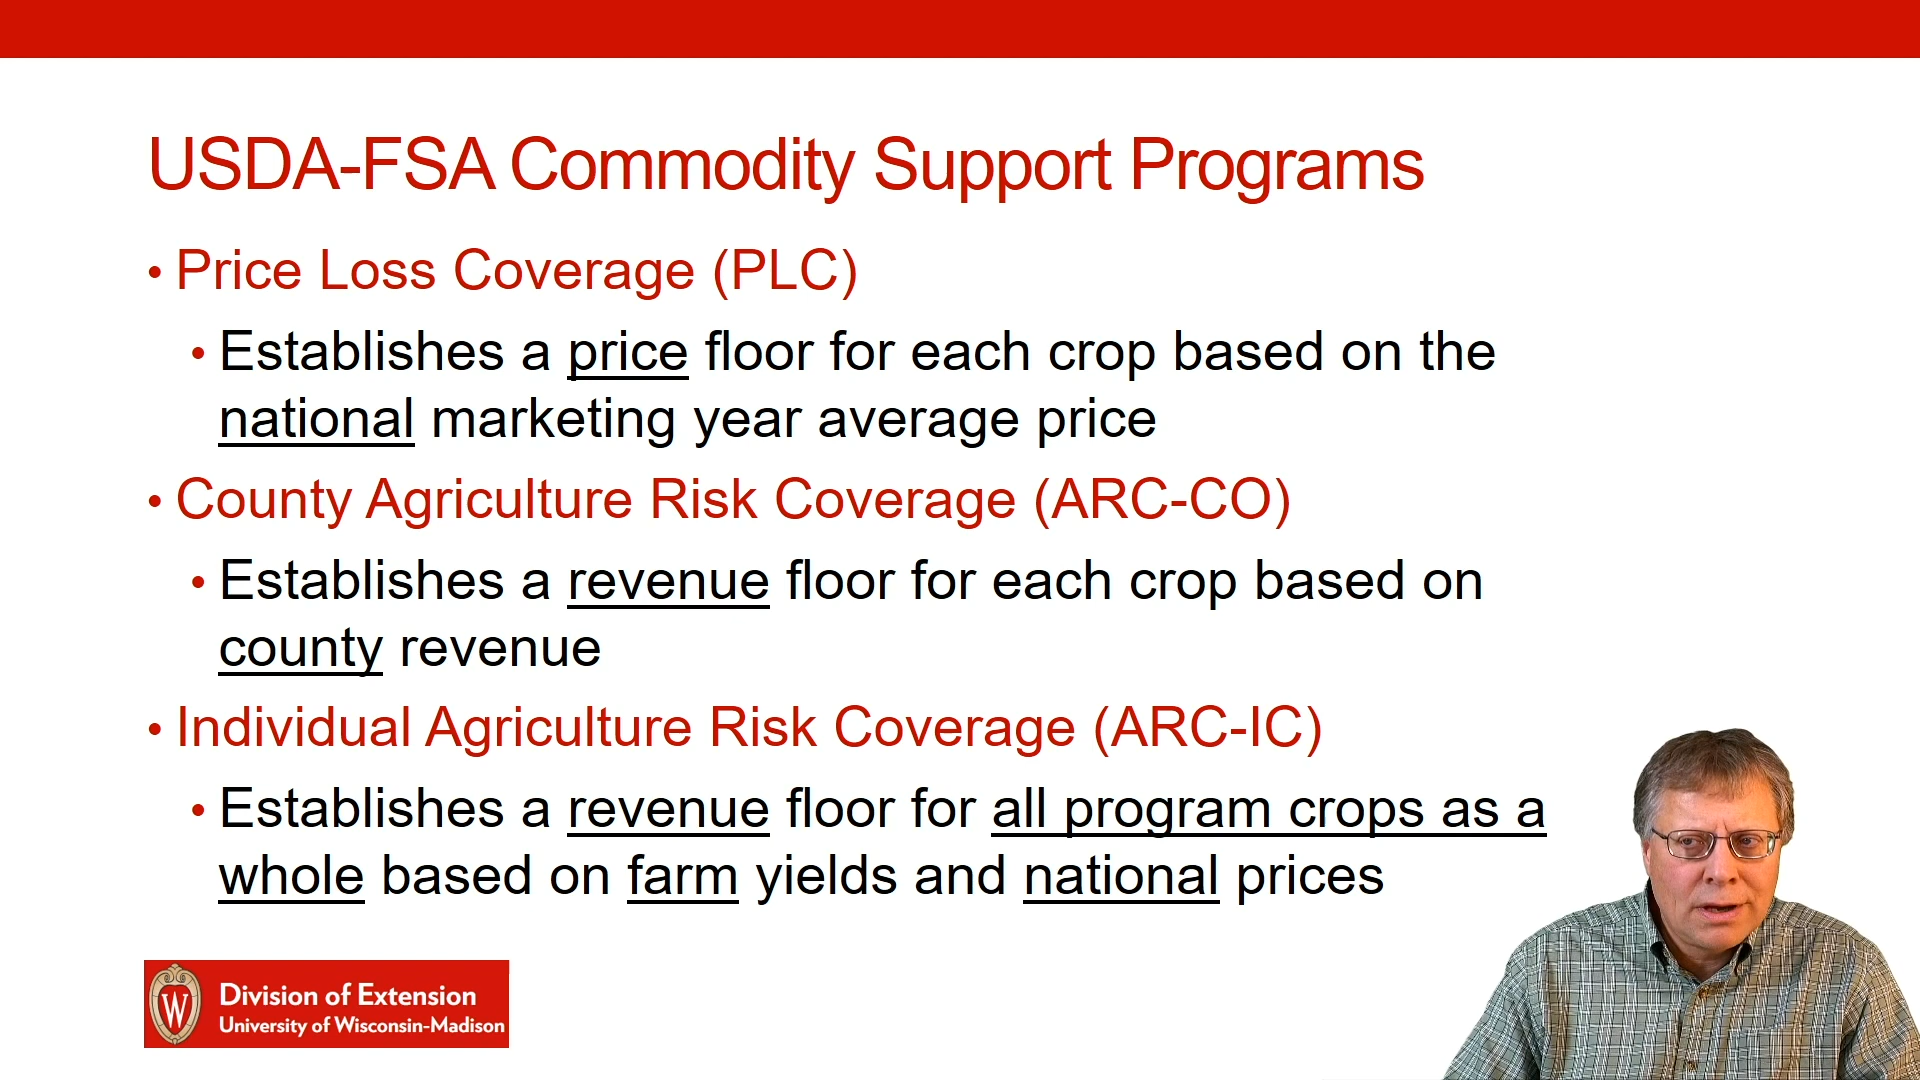 USDA-FSA Commodity Support Programs
• Price Loss Coverage (PLC)
• Establishes a price floor for each crop based on the
national marketing year average price
• County Agriculture Risk Coverage (ARC-CO)
• Establishes a revenue floor for each crop based on
county revenue
• Individual Agriculture Risk Coverage (ARC-IC)
• Establishes a revenue floor for all program crops as a
whole based on farm yields and national prices
W
Division of Extension
University of Wisconsin-Madison